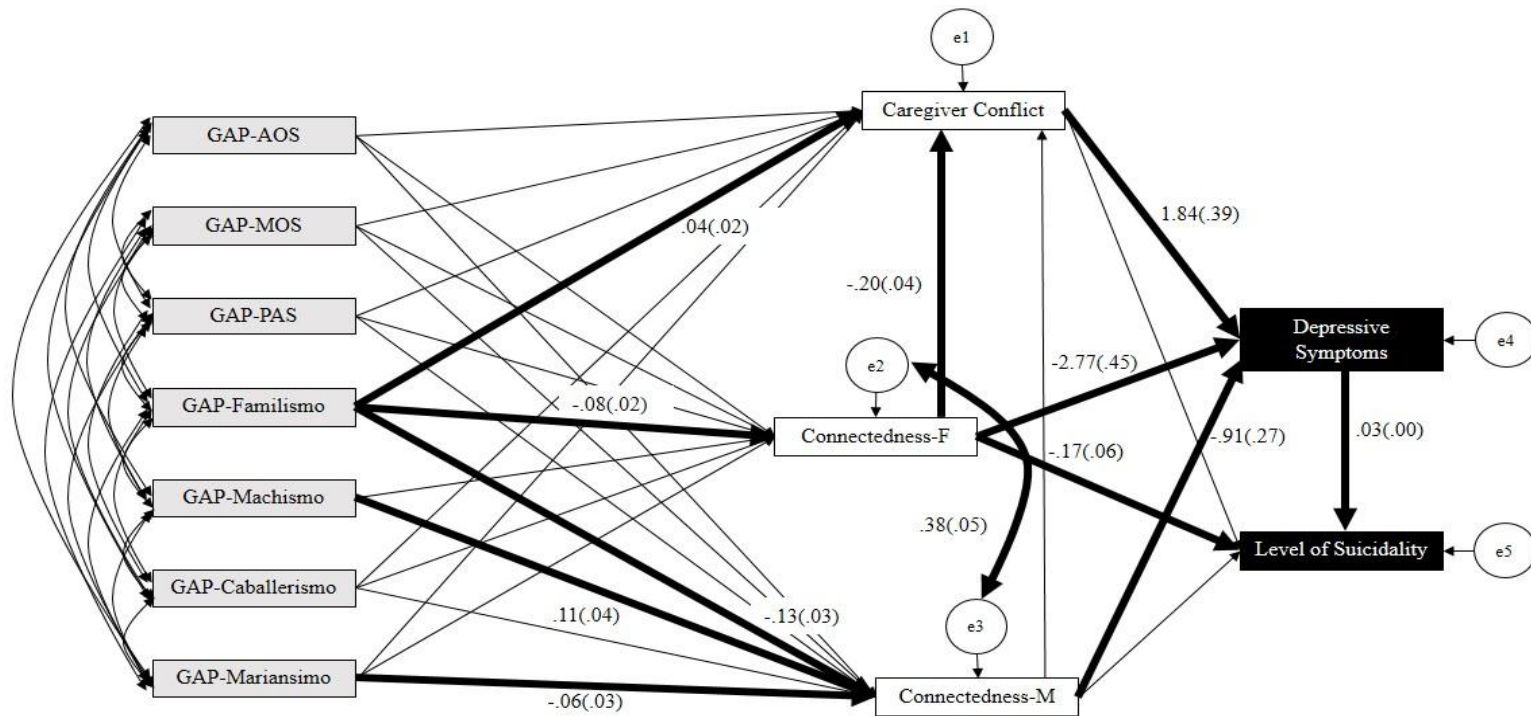 e1
Caregiver Conflict
GAP-AOS
GAP-MOS
.04(.02)
1.84(.39)
GAP-PAS
-.20(.04)
Depressive
Symptoms
e4
e2
-2.77(.45)
GAP-Familismo
-.08(.02)
Connectedness-F
-.17(.06)
-.91(.27)
.03(.00)
GAP-Machismo
.38(.05)
Level of Suicidality
e5
GAP-Caballerismo
.11(.04)
-.13(.03)
e3
GAP-Mariansimo
-.06(.03)
Connectedness-M